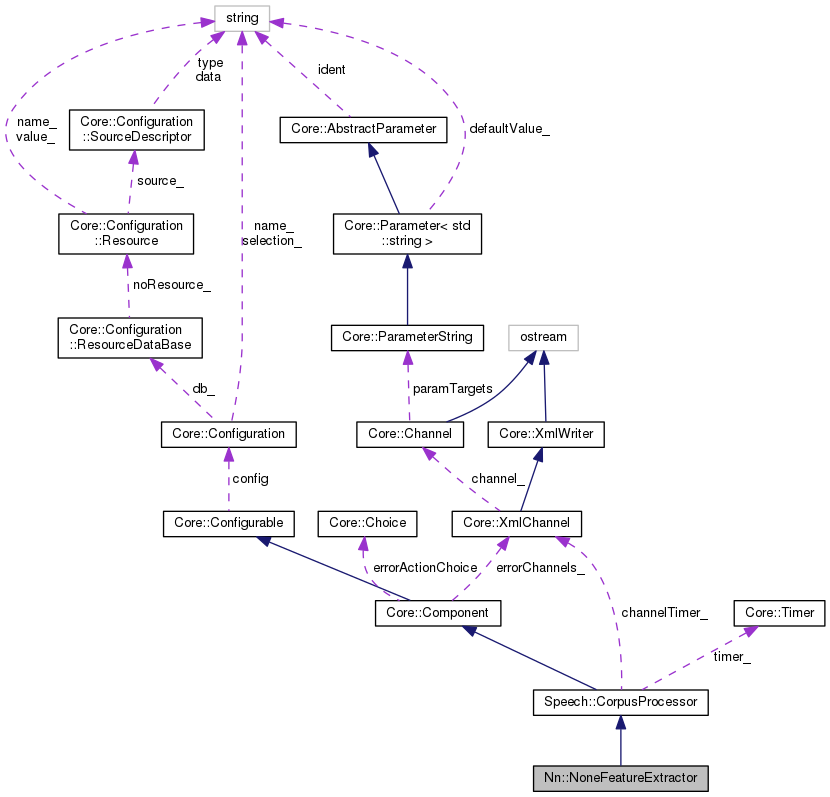 string
type
data
ident
name_
value_
Core::Configuration
::SourceDescriptor
Core::AbstractParameter
defaultValue_
source_
Core::Configuration
::Resource
name_
selection_
Core::Parameter< std
::string >
noResource_
Core::Configuration
::ResourceDataBase
Core::ParameterString
ostream
db_
paramTargets
Core::Configuration
Core::Channel
Core::XmlWriter
config
channel_
Core::Configurable
Core::Choice
Core::XmlChannel
errorActionChoice
errorChannels_
Core::Component
channelTimer_
Core::Timer
timer_
Speech::CorpusProcessor
Nn::NoneFeatureExtractor